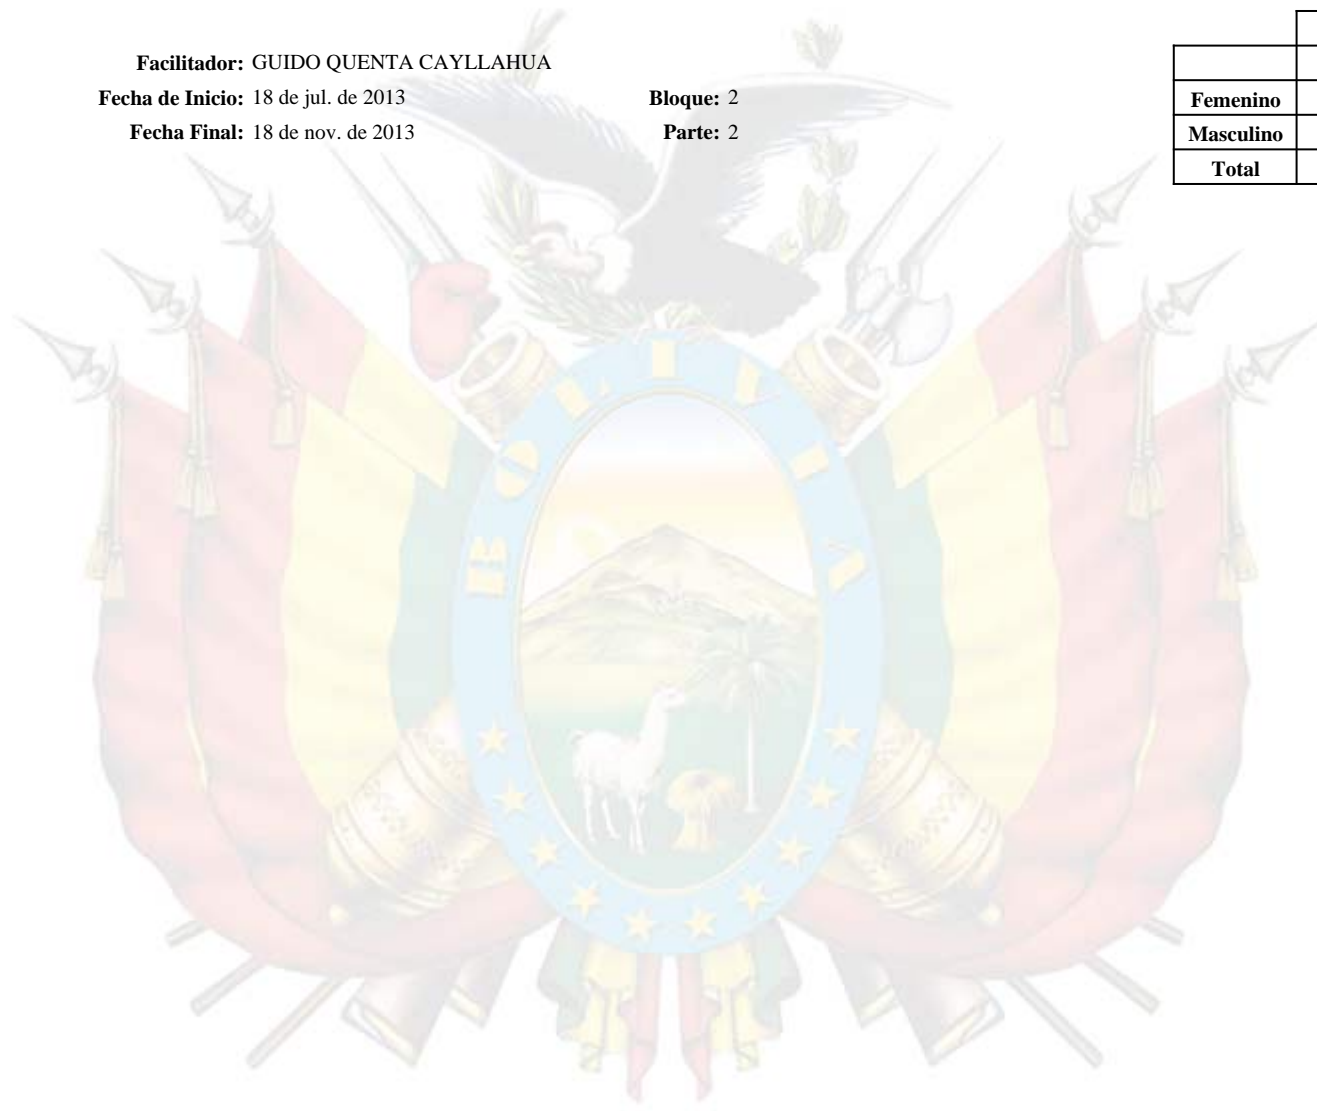 Facilitador: GUIDO QUENTA CAYLLAHUA
Fecha de Inicio: 18 de jul. de 2013 Bloque: 2
Fecha Final: 18 de nov. de 2013 Parte: 2
Femenino
Masculino
Total
BOLIVIA